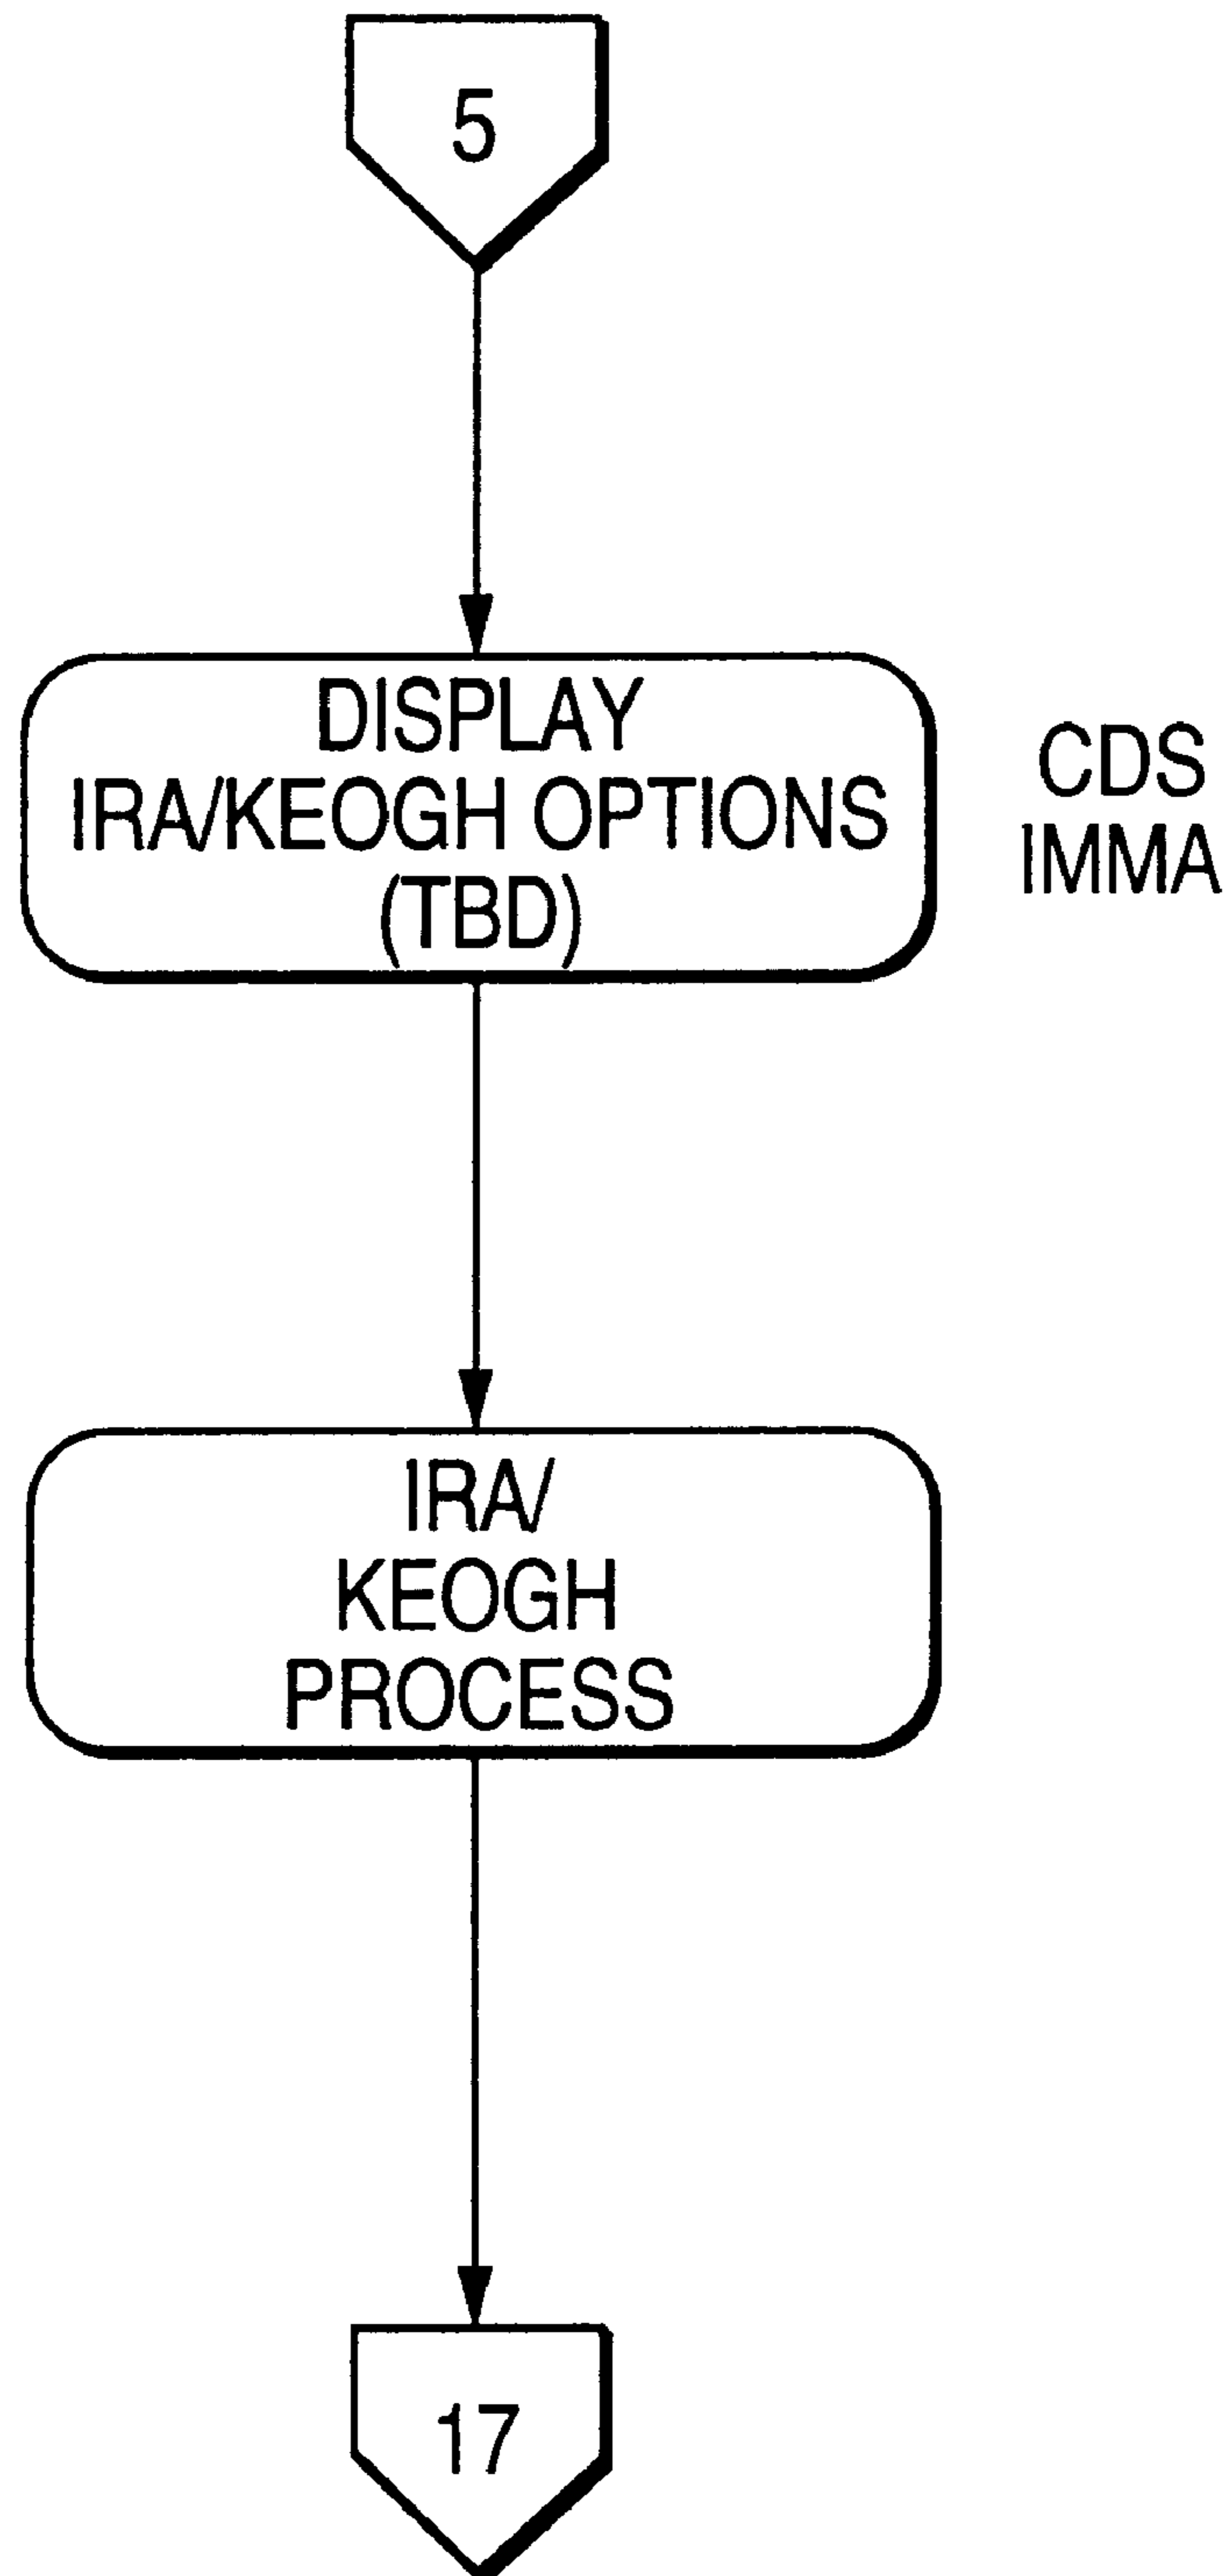 5
DISPLAY
IRA/KEOGH OPTIONS
(TBD)
CDS
IMMA
IRA/
KEOGH
PROCESS
17